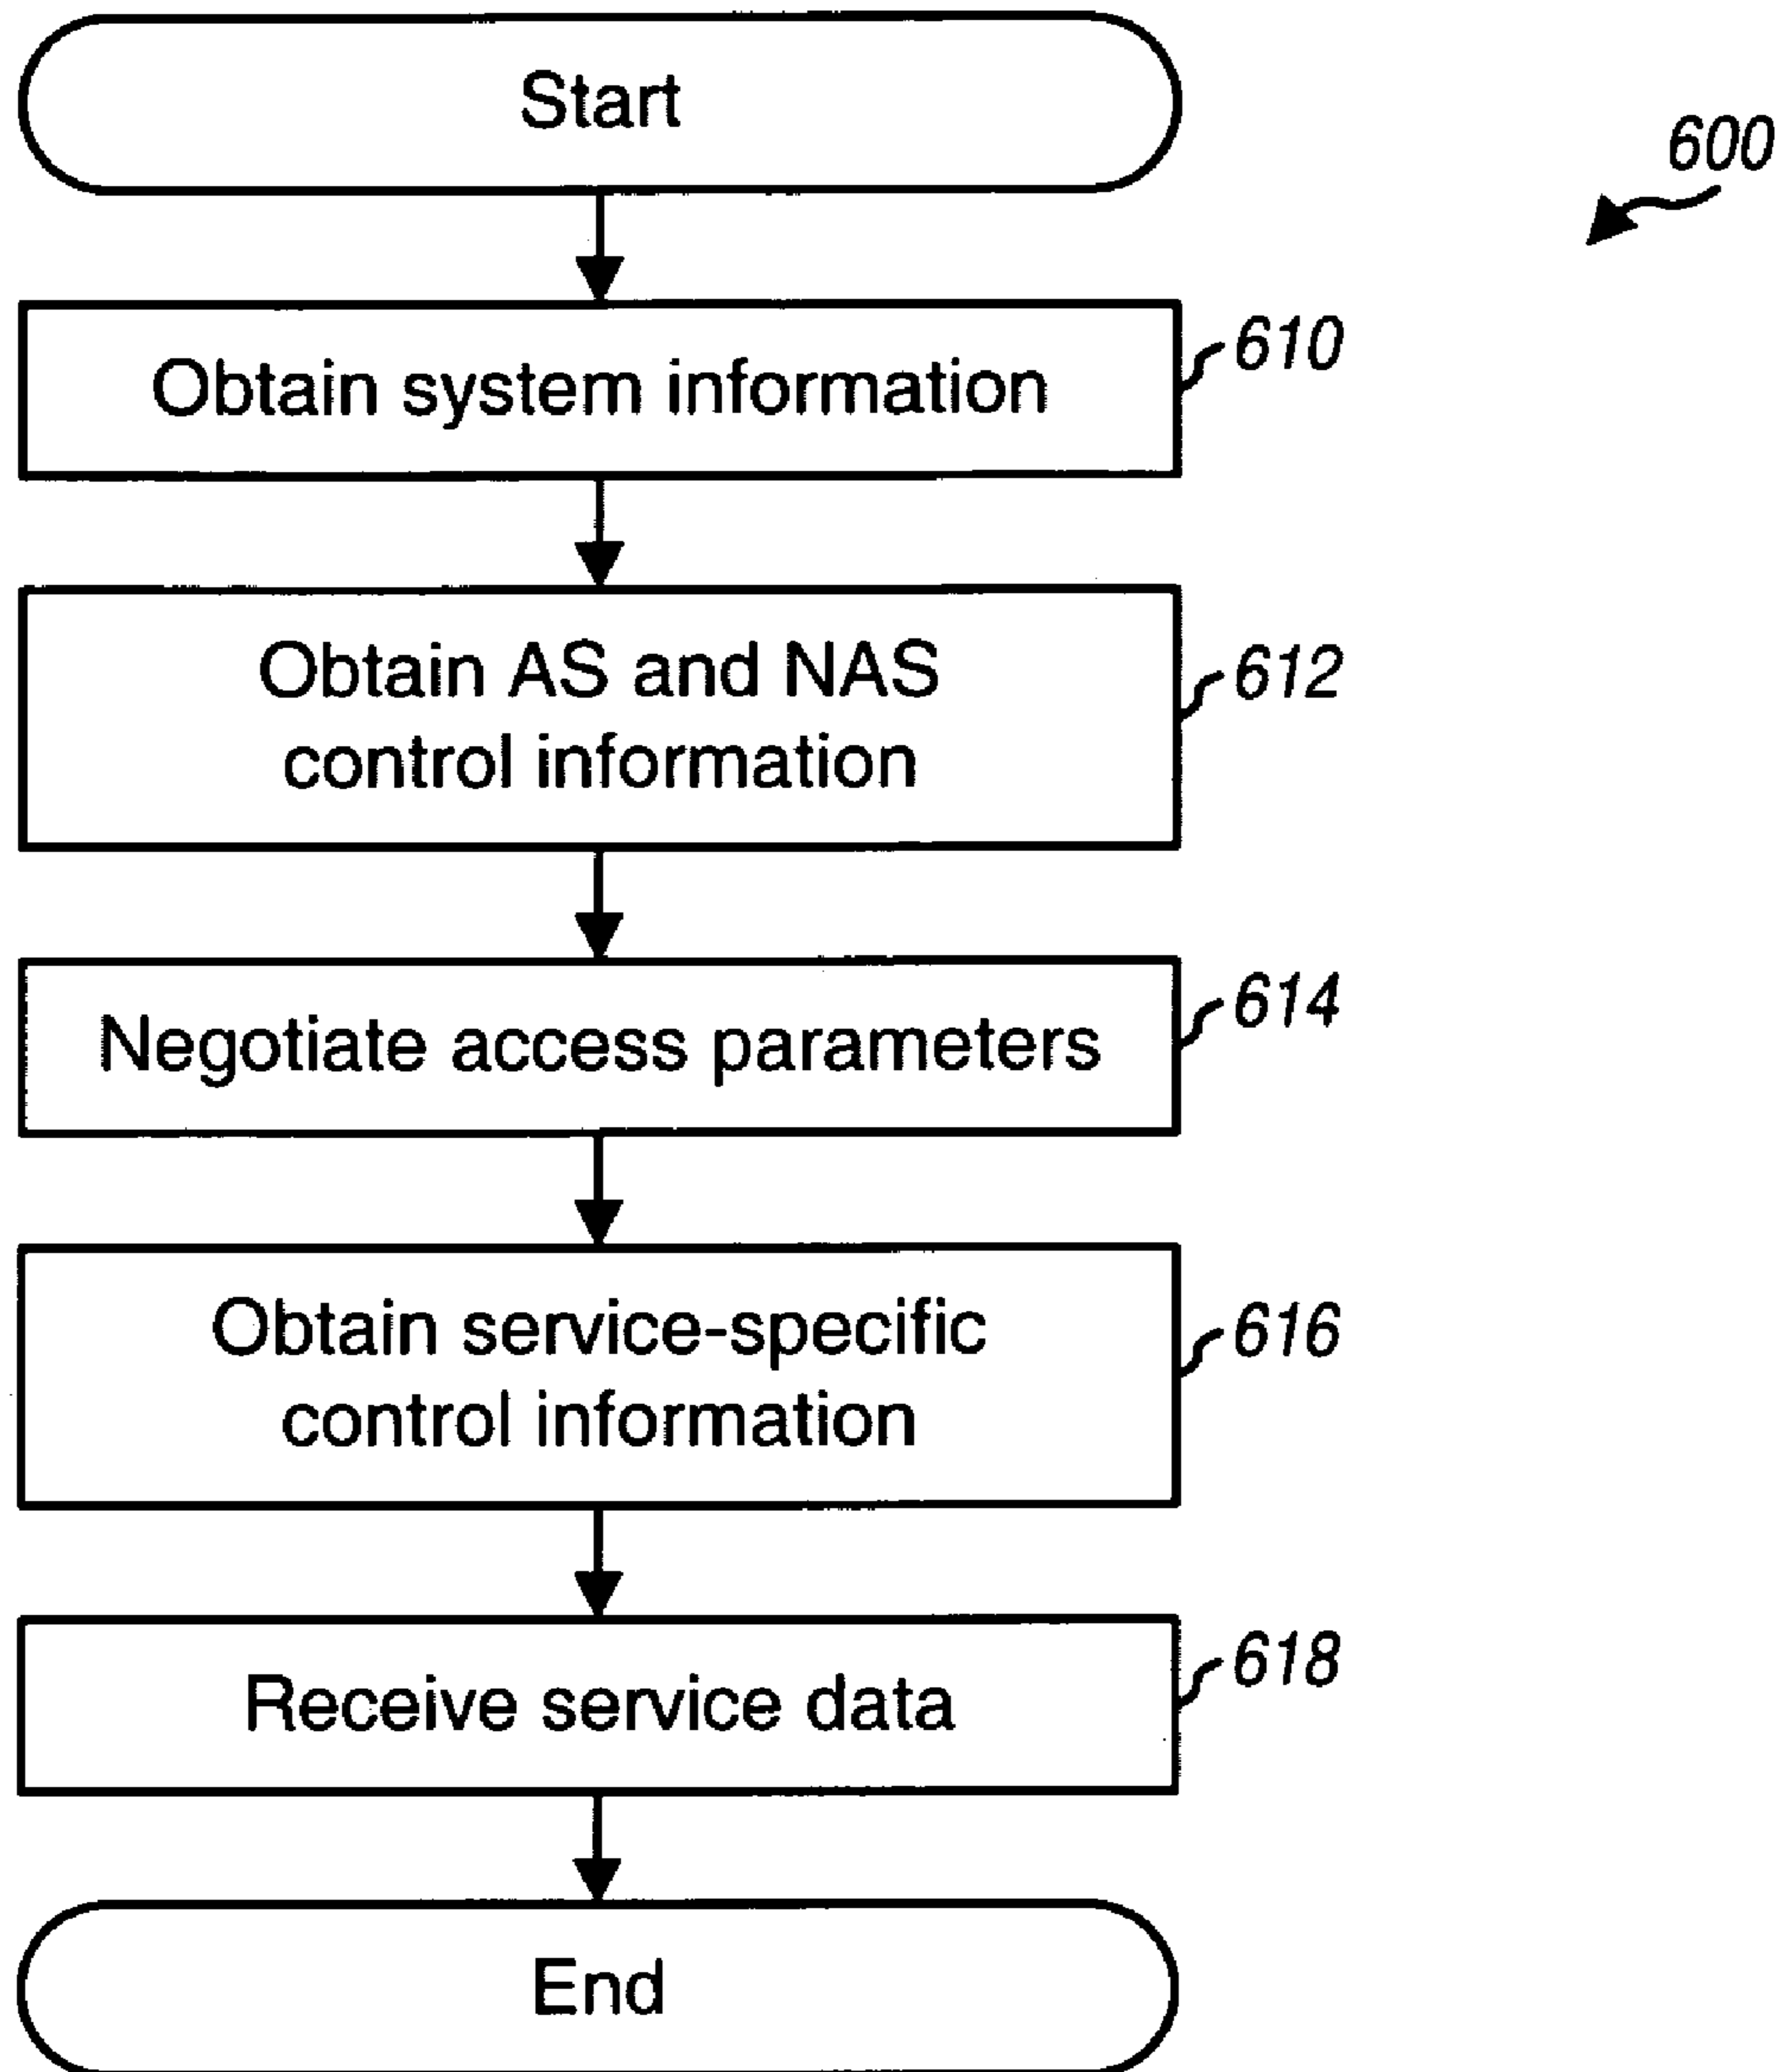 Start
600
Obtain system information
610
Obtain AS and NAS
control information
612
Negotiate access parameters
614
Obtain service-specific
control information
616
Receive service data
618
End